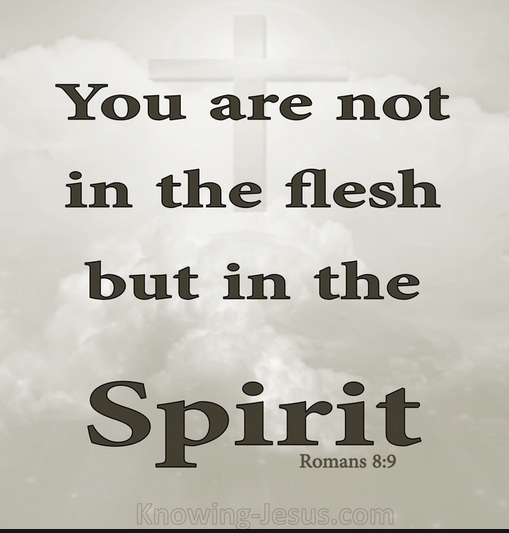 You are not
in the flesh
but in the
Spirit
Romans 8:9
Knowing-Jesus.com